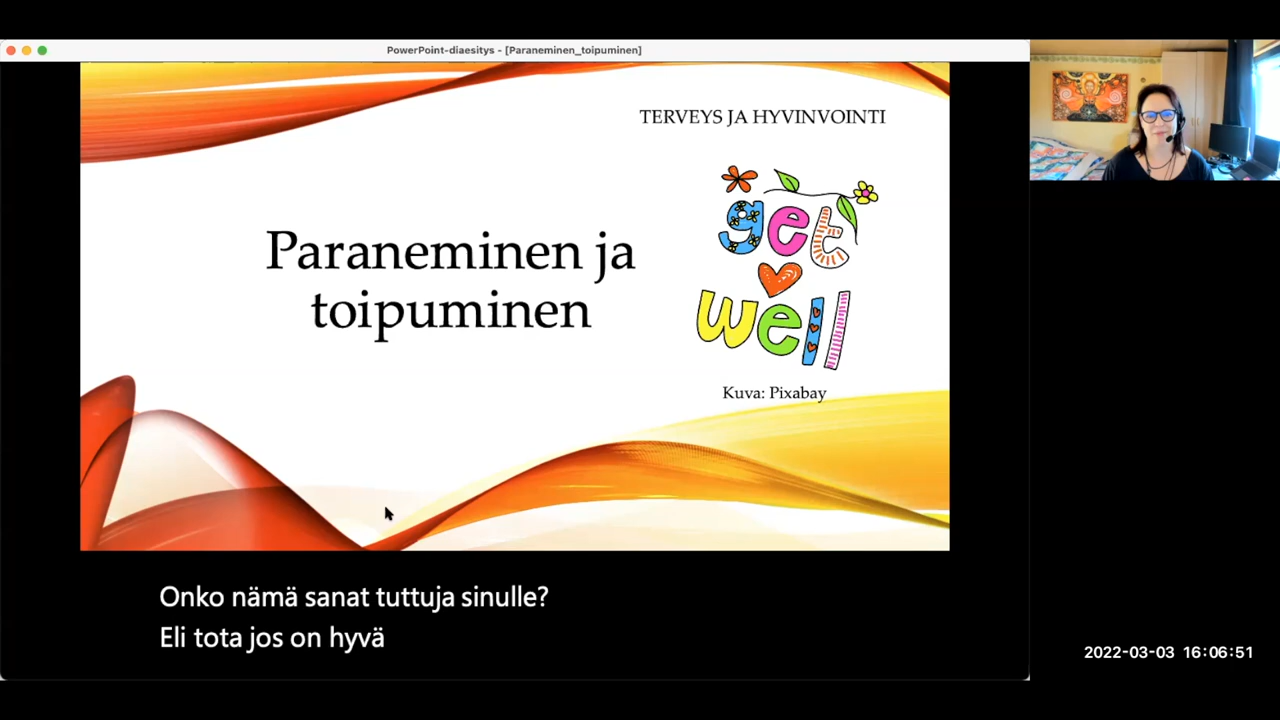 PowerPoint-diaesitys - [Paraneminen_toipuminen]
TERVEYS JA HYVINVOINTI
Paraneminen ja
toipuminen
get
well
Kuva: Pixabay
Onko nämä sanat tuttuja sinulle?
Eli tota jos on hyvä
2022-03-03 16:06:51